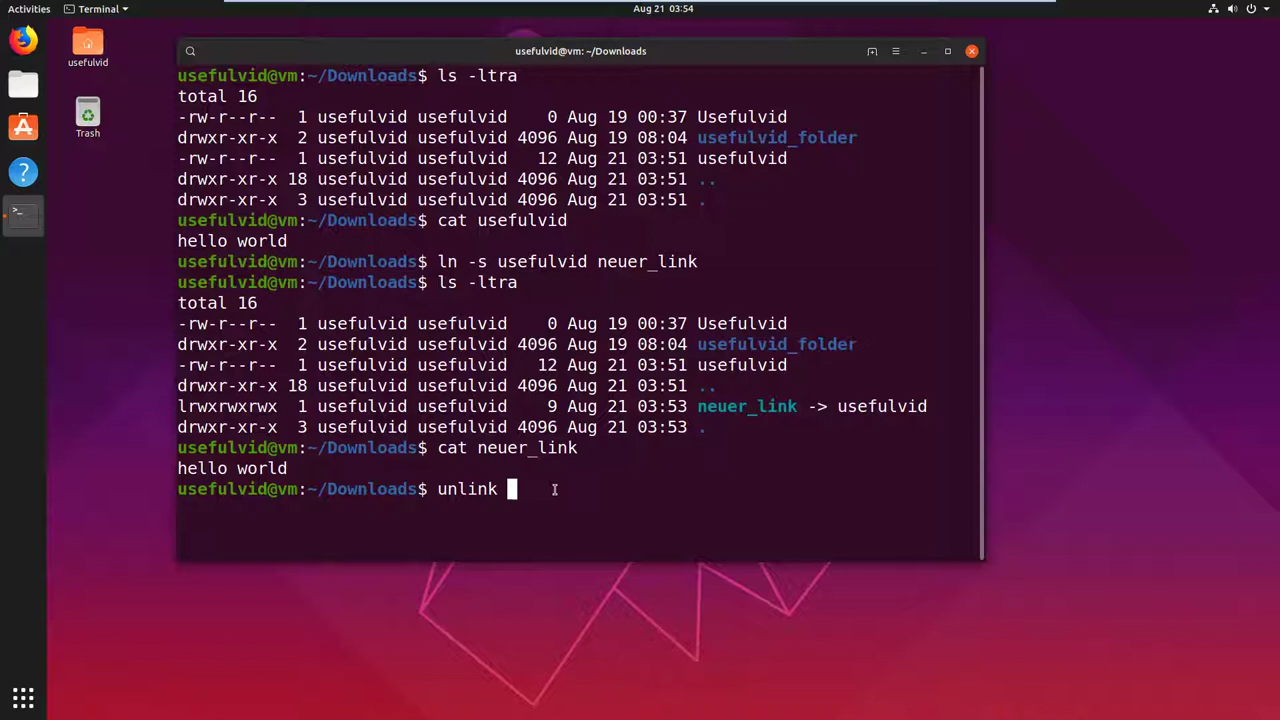 Activities
Terminal
Aug 21 03:54
usefulvid@vm: ~/Downloads
usefulvid
Trash
usefulvid@vm:~/Downloads$ ls -ltra
total 16
-rw-r--r--  1 usefulvid usefulvid    0 Aug 19 00:37 Usefulvid
drwxr-xr-x  2 usefulvid usefulvid 4096 Aug 19 08:04 usefulvid_folder
-rw-r--r--  1 usefulvid usefulvid   12 Aug 21 03:51 usefulvid
drwxr-xr-x 18 usefulvid usefulvid 4096 Aug 21 03:51 ..
drwxr-xr-x  3 usefulvid usefulvid 4096 Aug 21 03:51 .
usefulvid@vm:~/Downloads$ cat usefulvid
hello world
usefulvid@vm:~/Downloads$ ln -s usefulvid neuer_link
usefulvid@vm:~/Downloads$ ls -ltra
total 16
-rw-r--r--  1 usefulvid usefulvid    0 Aug 19 00:37 Usefulvid
drwxr-xr-x  2 usefulvid usefulvid 4096 Aug 19 08:04 usefulvid_folder
-rw-r--r--  1 usefulvid usefulvid   12 Aug 21 03:51 usefulvid
drwxr-xr-x 18 usefulvid usefulvid 4096 Aug 21 03:51 ..
lrwxrwxrwx  1 usefulvid usefulvid    9 Aug 21 03:53 neuer_link -> usefulvid
drwxr-xr-x  3 usefulvid usefulvid 4096 Aug 21 03:53 .
usefulvid@vm:~/Downloads$ cat neuer_link
hello world
usefulvid@vm:~/Downloads$ unlink